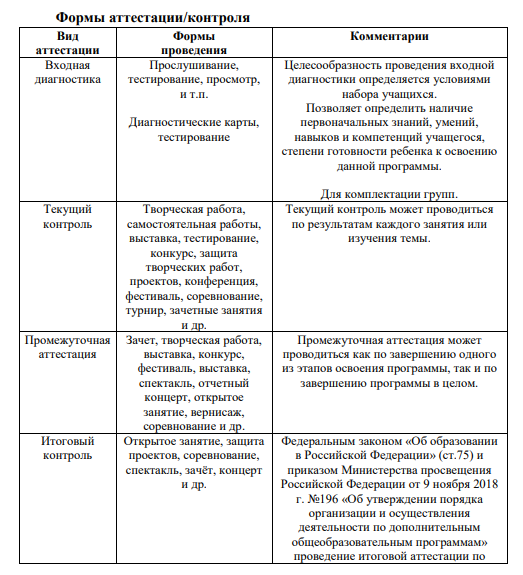 Формы аттестации/контроля
Вид
аттестации
Формы
проведения
Комментарии
Входная
диагностика
Прослушивание,
тестирование, просмотр,
и т.п.
Диагностические карты,
тестирование
Целесообразность проведения входной
диагностики определяется условиями
набора учащихся.
Позволяет определить наличие
первоначальных знаний, умений,
навыков и компетенций учащегося,
степени готовности ребенка к освоению
данной программы.
Для комплектации групп.
Текущий
контроль
Творческая работа,
самостоятельная работы,
выставка, тестирование,
конкурс, защита
творческих работ,
проектов, конференция,
фестиваль, соревнование,
турнир, зачетные занятия
и др.
Текущий контроль может проводиться
по результатам каждого занятия или
изучения темы.
Промежуточная
аттестация
Зачет, творческая работа,
выставка, конкурс,
фестиваль, выставка,
спектакль, отчетный
концерт, открытое
занятие, вернисаж,
соревнование и др.
Промежуточная аттестация может
проводиться как по завершению одного
из этапов освоения программы, так и по
завершению программы в целом.
Итоговый
контроль
Открытое занятие, защита
проектов, соревнование,
спектакль, зачёт, концерт
и др.
Федеральным законом «Об образовании
в Российской Федерации» (ст.75) и
приказом Министерства просвещения
Российской Федерации от 9 ноября 2018
г. №196 «Об утверждении порядка
организации и осуществления
деятельности по дополнительным
общеобразовательным программам»
проведение итоговой аттестации по